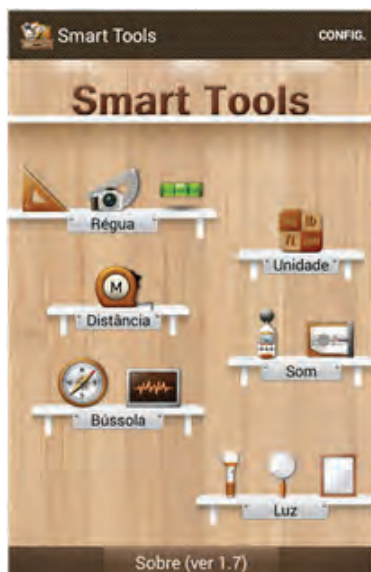 Smart Tools
CONFIG.
Smart Tools
Régua
Unidade
Distância
M
Som
Bússola
Luz
Sobre (ver 1.7)